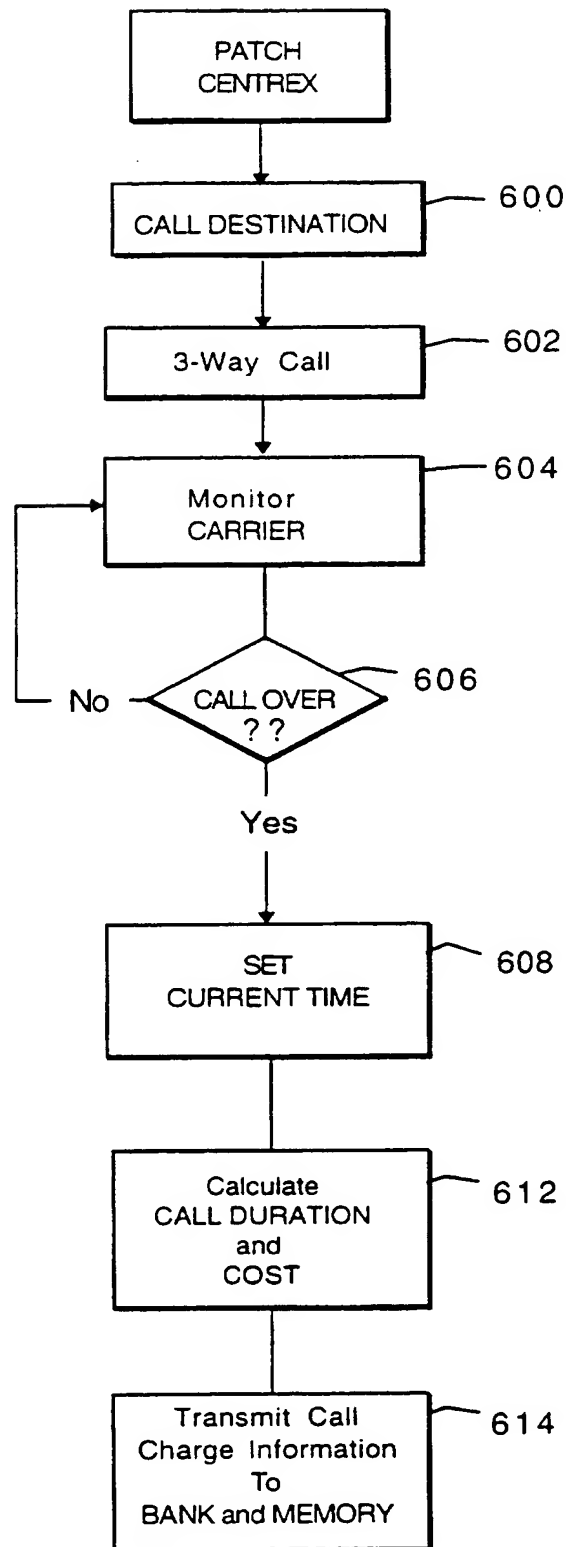 PATCH
CENTREX
CALL DESTINATION
600
3-Way Call
602
Monitor
CARRIER
604
CALL OVER
? ?
606
No
Yes
SET
CURRENT TIME
608
Calculate
CALL DURATION
and
COST
612
Transmit Call
Charge Information
To
BANK and MEMORY
614